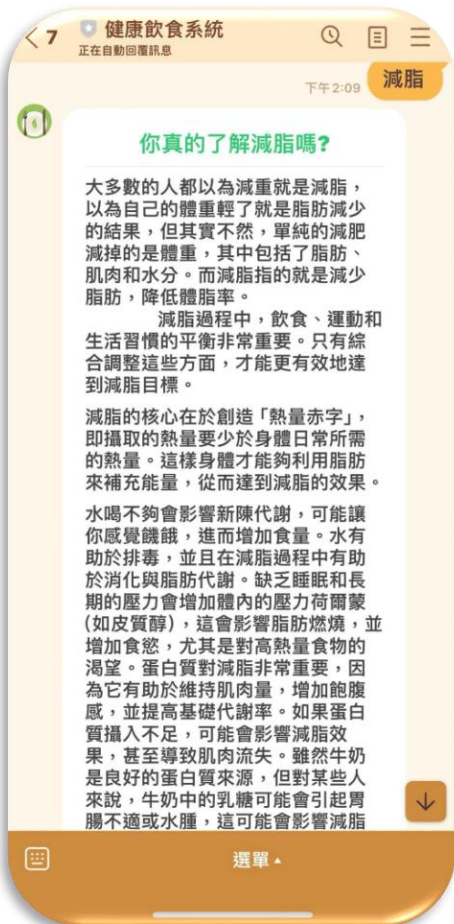 7
健康飲食系統
正在自動回覆訊息
下午2:09
減脂
你真的了解減脂嗎?
大多數的人都以為減重就是減脂，
以為自己的體重輕了就是脂肪減少
的結果，但其實不然，單純的減肥
減掉的是體重，其中包括了脂肪、
肌肉和水分。而減脂指的就是減少
脂肪，降低體脂率。
減脂過程中，飲食、運動和
生活習慣的平衡非常重要。只有綜
合調整這些方面，才能更有效地達
到減脂目標。
減脂的核心在於創造「熱量赤字」，
即攝取的熱量要少於身體日常所需
的熱量。這樣身體才能夠利用脂肪
來補充能量，從而達到減脂的效果。
水喝不夠會影響新陳代謝，可能讓
你感覺饑餓，進而增加食量。水有
助於排毒，並且在減脂過程中有助
於消化與脂肪代謝。缺乏睡眠和長
期的壓力會增加體內的壓力荷爾蒙
(如皮質醇)，這會影響脂肪燃燒，並
增加食慾，尤其是對高熱量食物的
渴望。蛋白質對減脂非常重要，因
為它有助於維持肌肉量，增加飽腹
感，並提高基礎代謝率。如果蛋白
質攝入不足，可能會影響減脂效
果，甚至導致肌肉流失。雖然牛奶
是良好的蛋白質來源，但對某些人
來說，牛奶中的乳糖可能會引起胃
腸不適或水腫，這可能會影響減脂
選單